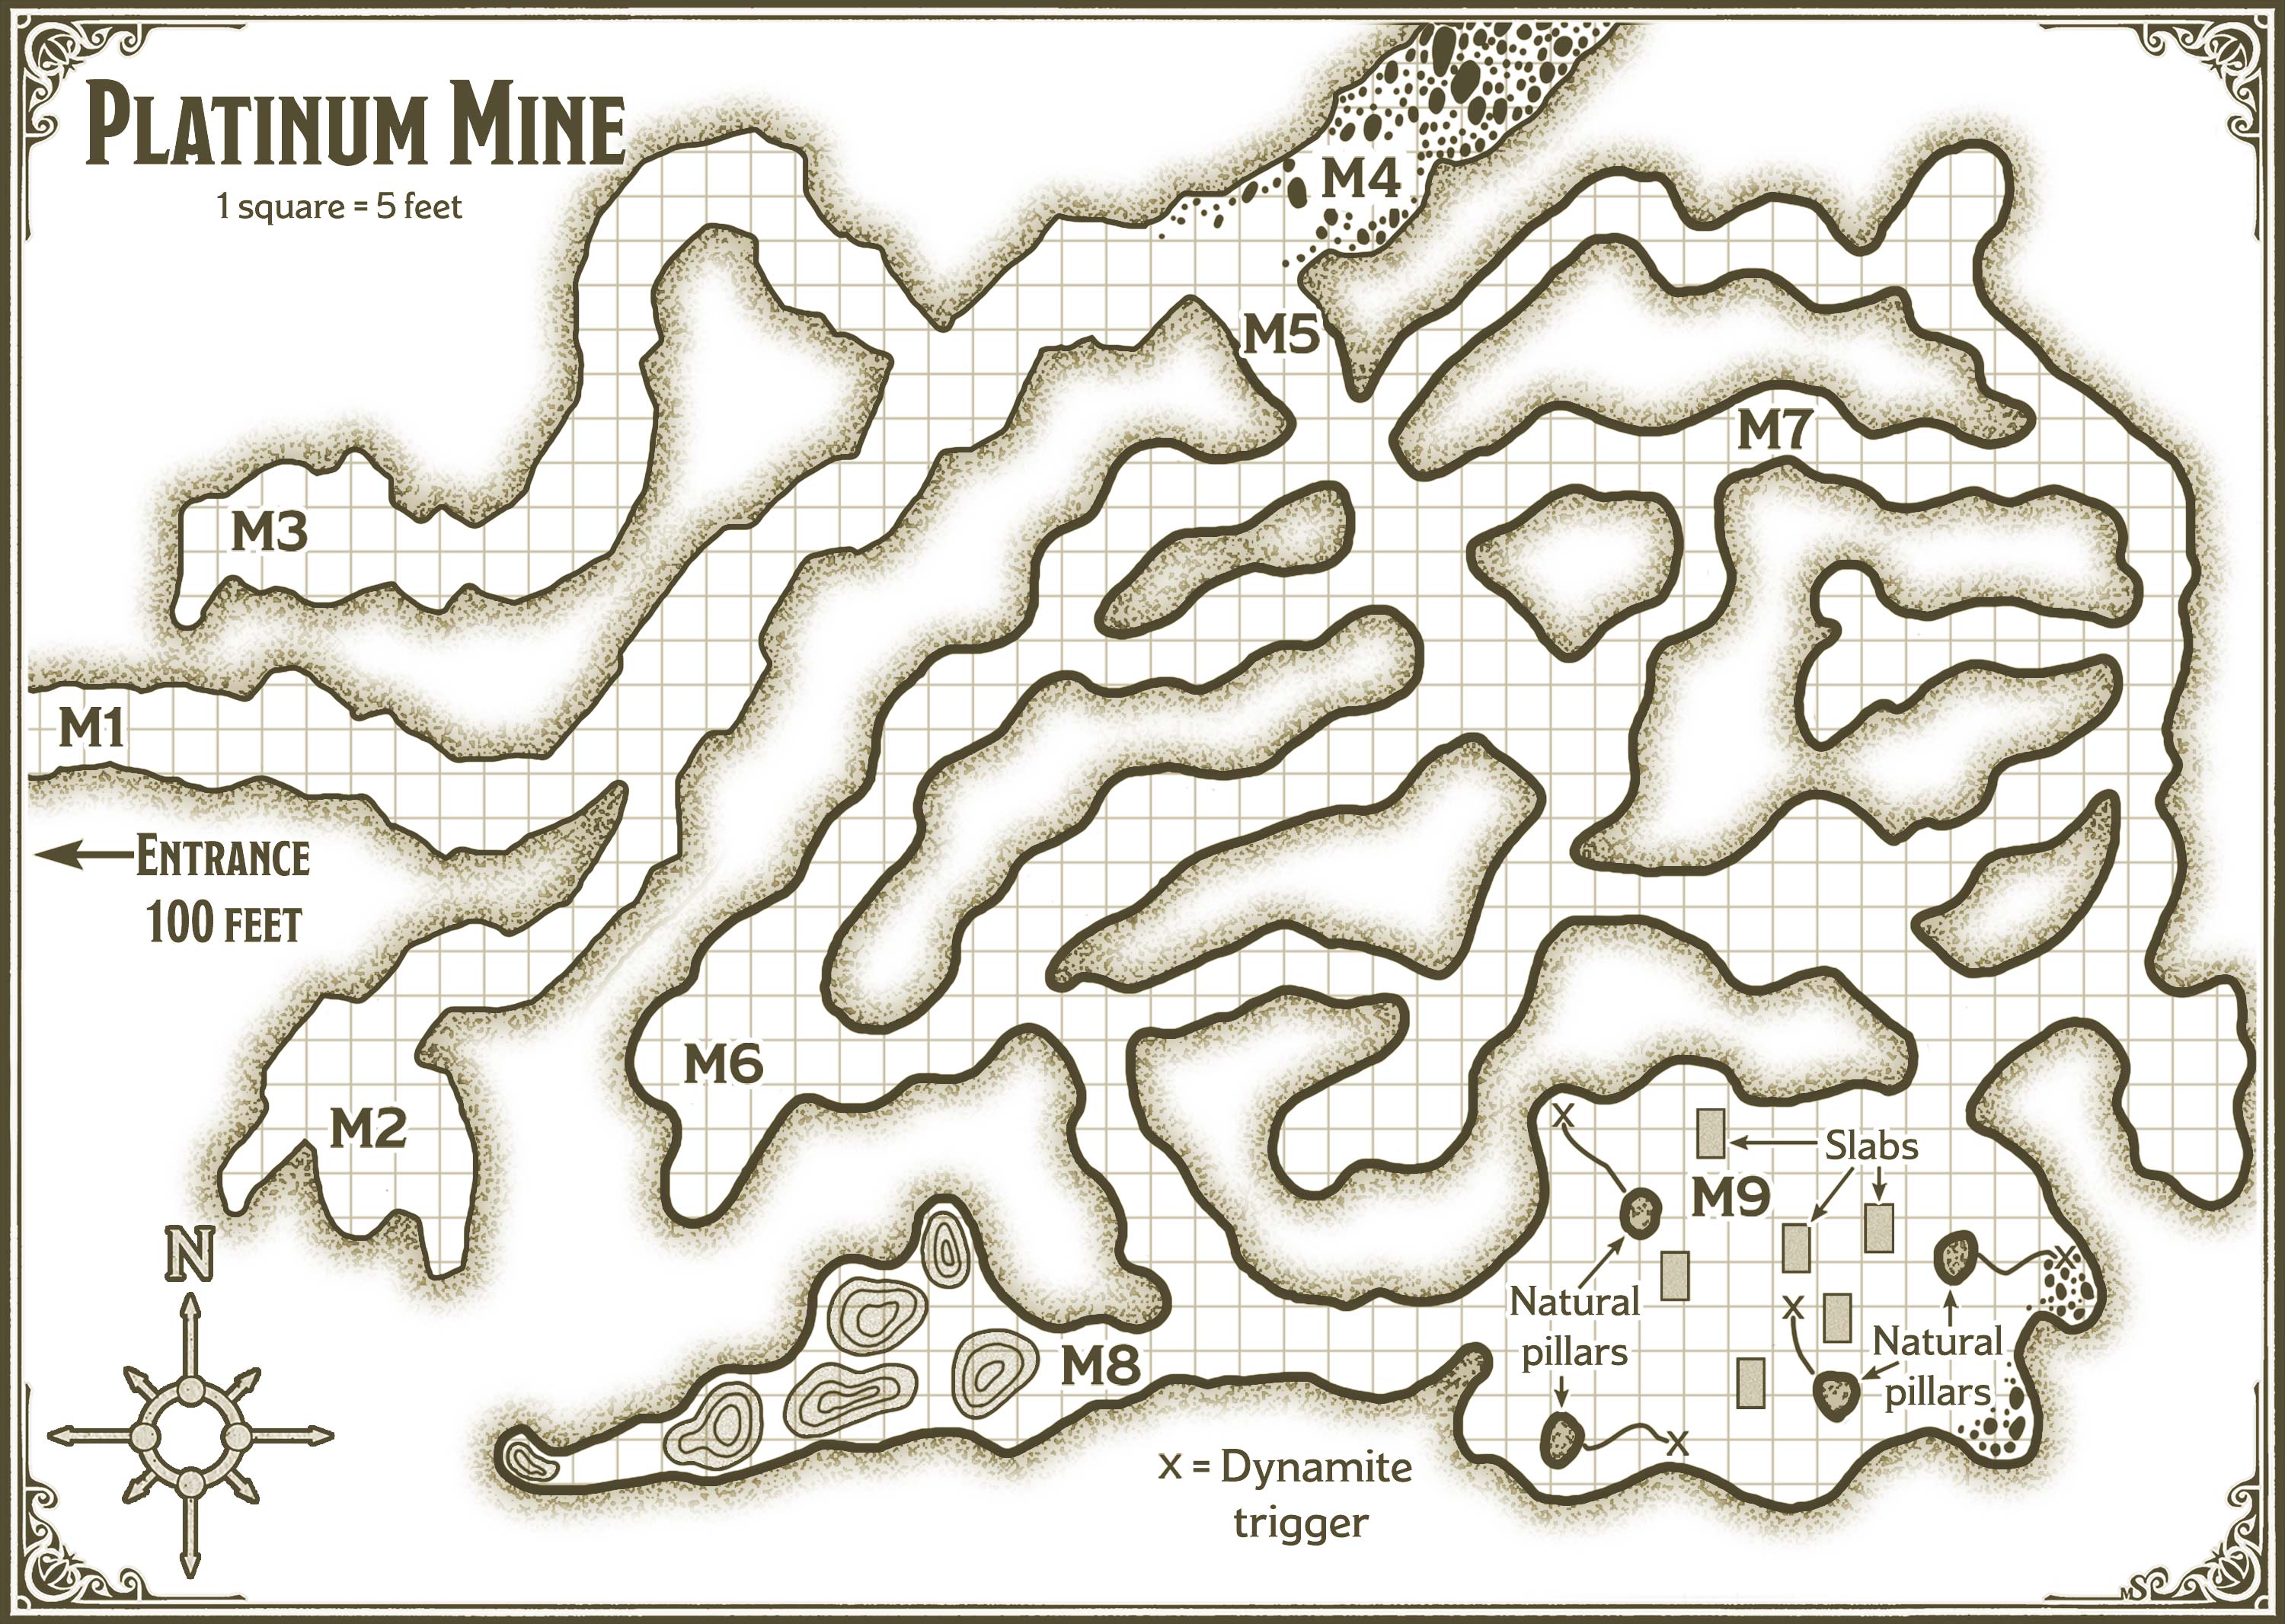 PLATINUM MINE
1 square = 5 feet
M4
M5
M7
M3
M1
ENTRANCE
100 FEET
M6
M2
N
X
Slabs
M9
X
Natural
pillars
X
Natural
pillars
M8
X
X = Dynamite
trigger